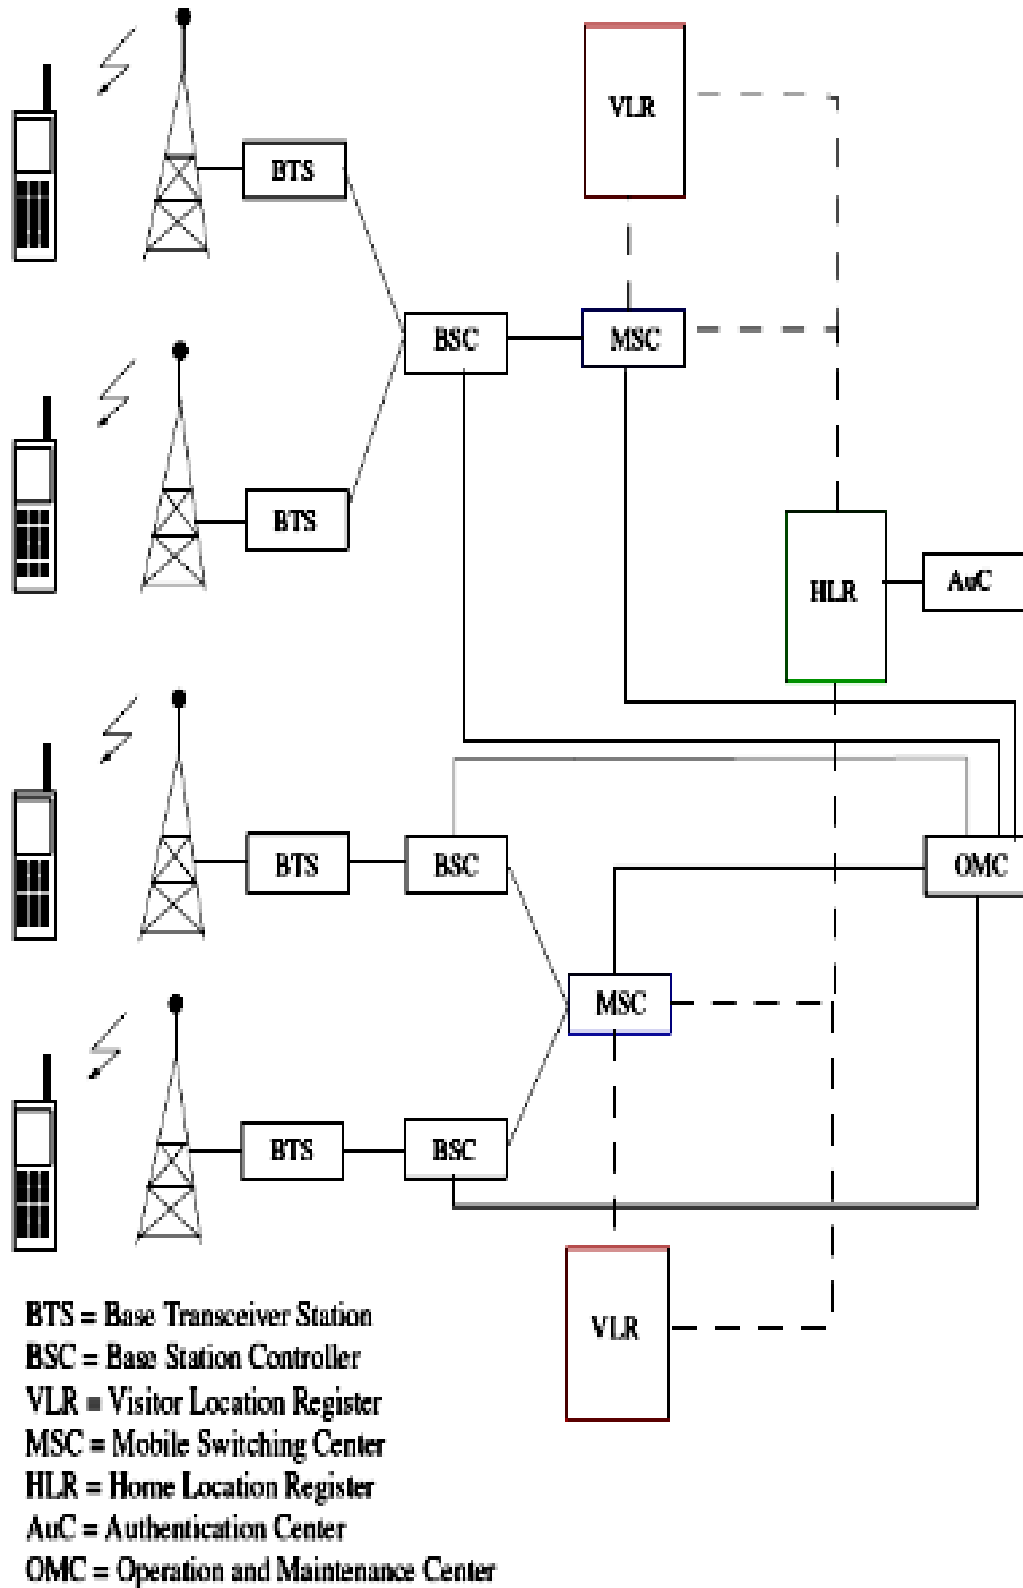 VLR
BTS
BSC
MSC
BTS
HLR
AuC
BTS
BSC
OMC
MSC
BTS
BSC
VLR
BTS = Base Transceiver Station
BSC = Base Station Controller
VLR = Visitor Location Register
MSC = Mobile Switching Center
HLR = Home Location Register
AuC = Authentication Center
OMC = Operation and Maintenance Center